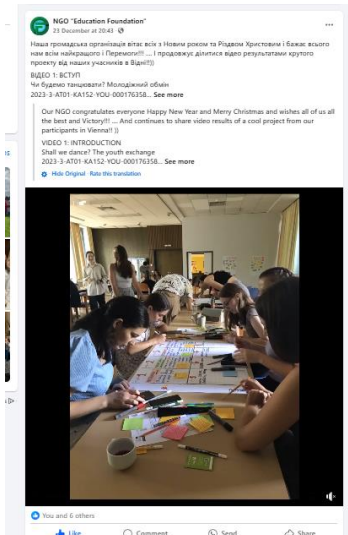 NGO "Education Foundation"
23 December at 20:43
Наша громадська організація вітає всіх з Новим роком та Різдвом Христовим і бажає всього
нам всім найкращого і Перемоги!!! ... І продовжує ділитися відео результатами крутого
проекту від наших учасників в Відні!!))
ВІДЕО 1: ВСТУП
Чи будемо танцювати? Молодіжний обмін
2023-3-AT01-KA152-YOU-000176358... See more
Our NGO congratulates everyone Happy New Year and Merry Christmas and wishes all of us all
the best and Victory!!! ... And continues to share video results of a cool project from our
participants in Vienna!! ))
VIDEO 1: INTRODUCTION
Shall we dance? The youth exchange
2023-3-AT01-KA152-YOU-000176358... See more
Hide Original · Rate this translation
You and 6 others
Like Comment Send Share